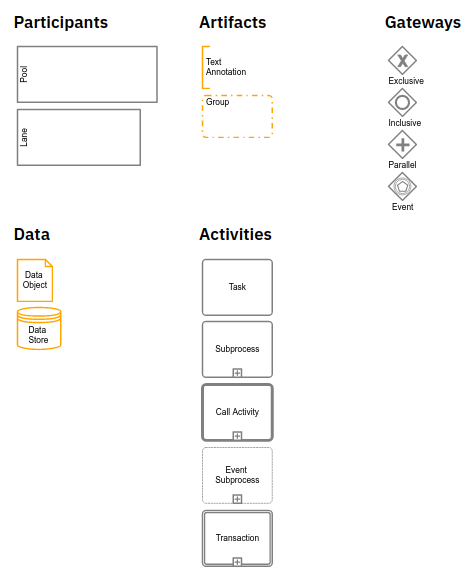 Participants
Pool
Lane
Artifacts
Text
Annotation
Group
Gateways
Exclusive
Inclusive
Parallel
Event
Data
Data
Object
Data
Store
Activities
Task
Subprocess
Call Activity
Event
Subprocess
Transaction